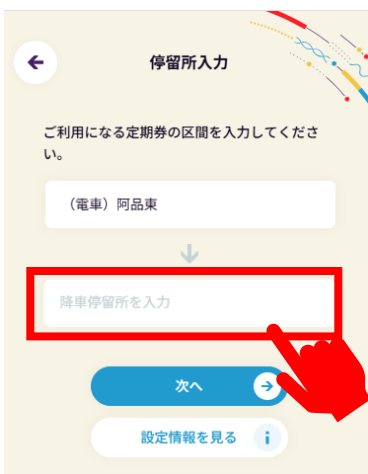 停留所入力
ご利用になる定期券の区間を入力してくださ
い。
（電車）阿品東
降車停留所を入力
次へ
設定情報を見る
i